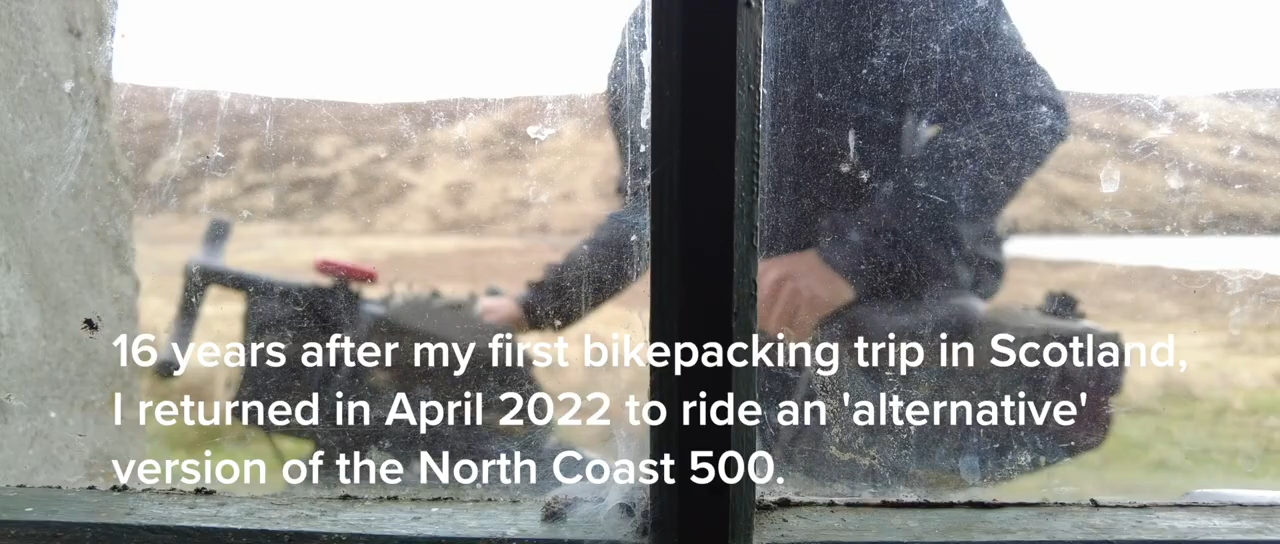 16 years after my first bikepacking trip in Scotland,
I returned in April 2022 to ride an 'alternative'
version of the North Coast 500.